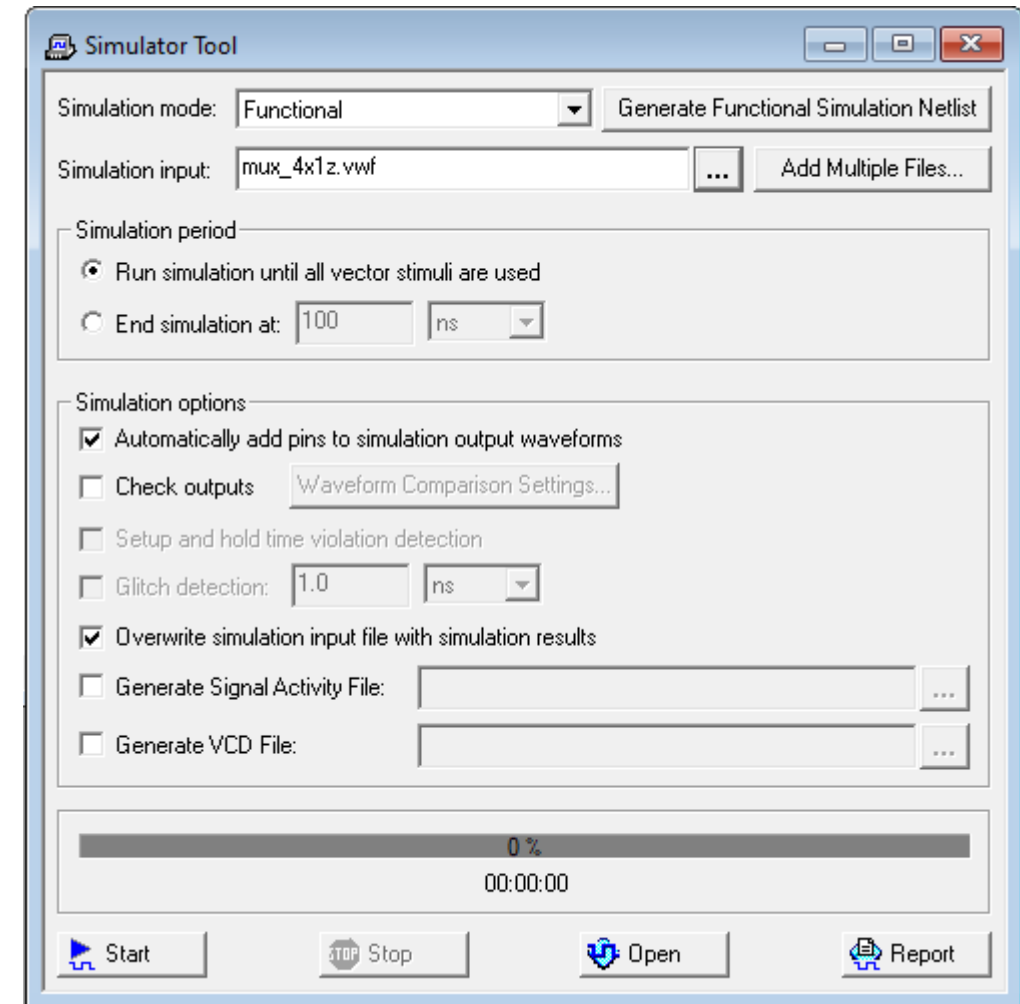 Simulator Tool
Simulation mode: Functional Generate Functional Simulation Netlist
Simulation input: mux_4x1z.vwf ... Add Multiple Files...
Simulation period
Run simulation until all vector stimuli are used
End simulation at: 100 ns
Simulation options
Automatically add pins to simulation output waveforms
Check outputs Waveform Comparison Settings...
Setup and hold time violation detection
Glitch detection: 1.0 ns
Overwrite simulation input file with simulation results
Generate Signal Activity File: ...
Generate VCD File: ...
0 %
00:00:00
Start STOP Stop Open Report